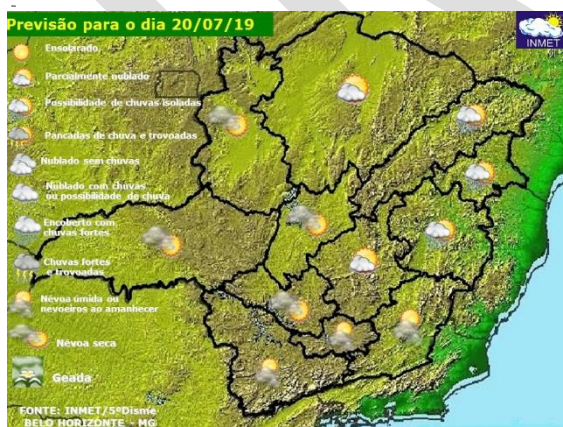 Previsão para o dia 20/07/19
INMET
Ensolarado
Parcialmente nublado
Possibilidade de chuvas isoladas
Pancadas de chuva e trovoadas
Nublado sem chuvas
Nublado com chuvas
ou possibilidade de chuva
Encoberto com
chuvas fortes
Chuvas fortes
e trovoadas
Névoa úmida ou
nevoeiros ao amanhecer
Névoa seca
Geada
FONTE: INMET/5ºDisme
BELO HORIZONTE - MG